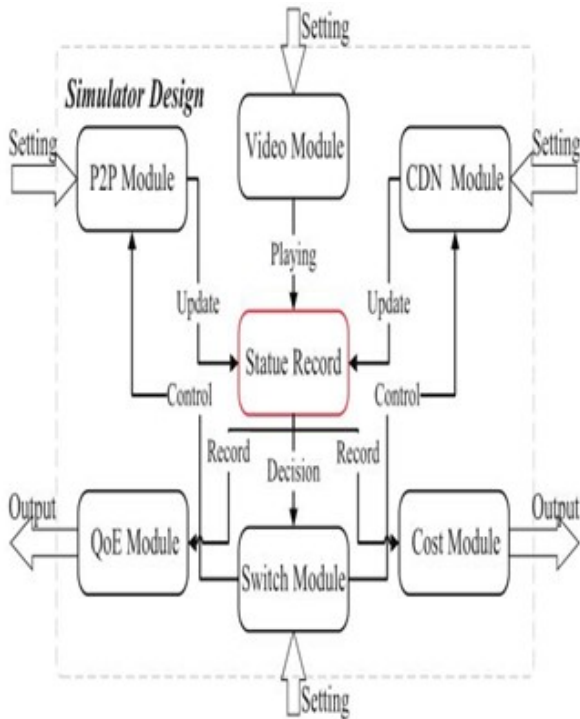 Setting
Simulator Design
Setting
P2P Module
Video Module
CDN Module
Setting
Playing
Update
Update
Statue Record
Control
Control
Record
Decision
Record
Output
QoE Module
Switch Module
Cost Module
Output
Setting